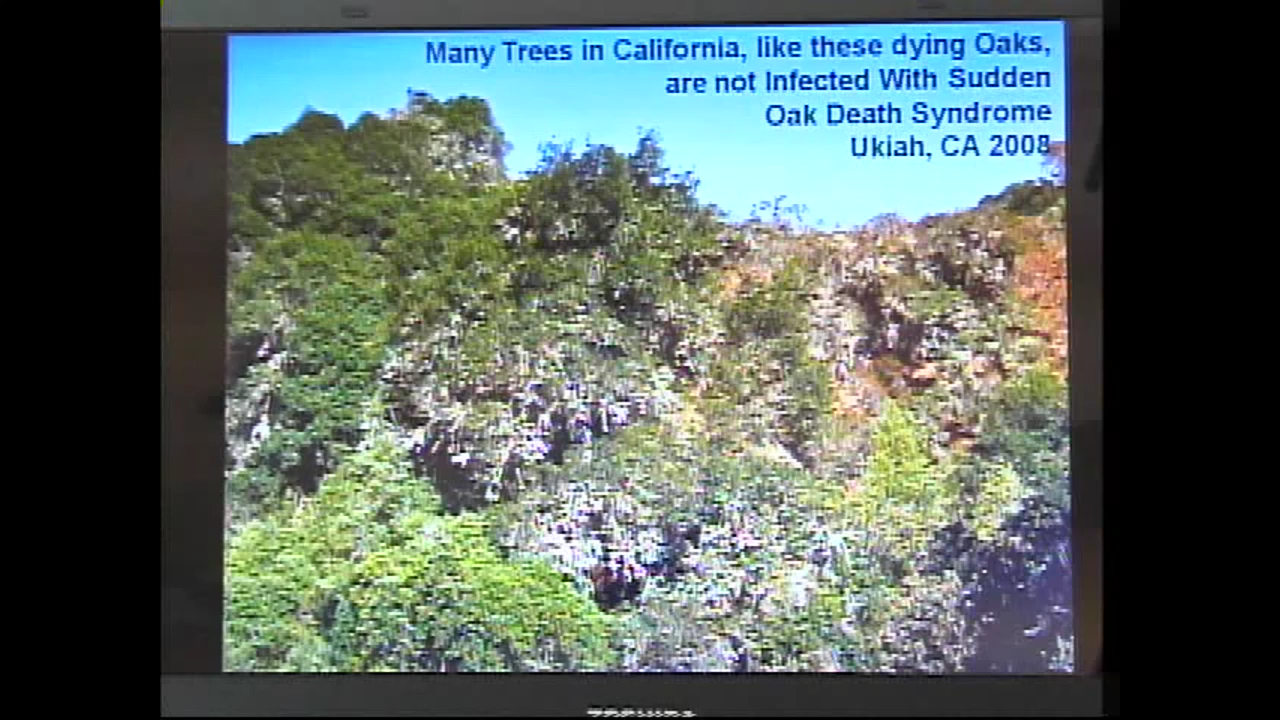 Many Trees in California, like these dying Oaks,
are not Infected With Sudden
Oak Death Syndrome
Ukiah, CA 2008